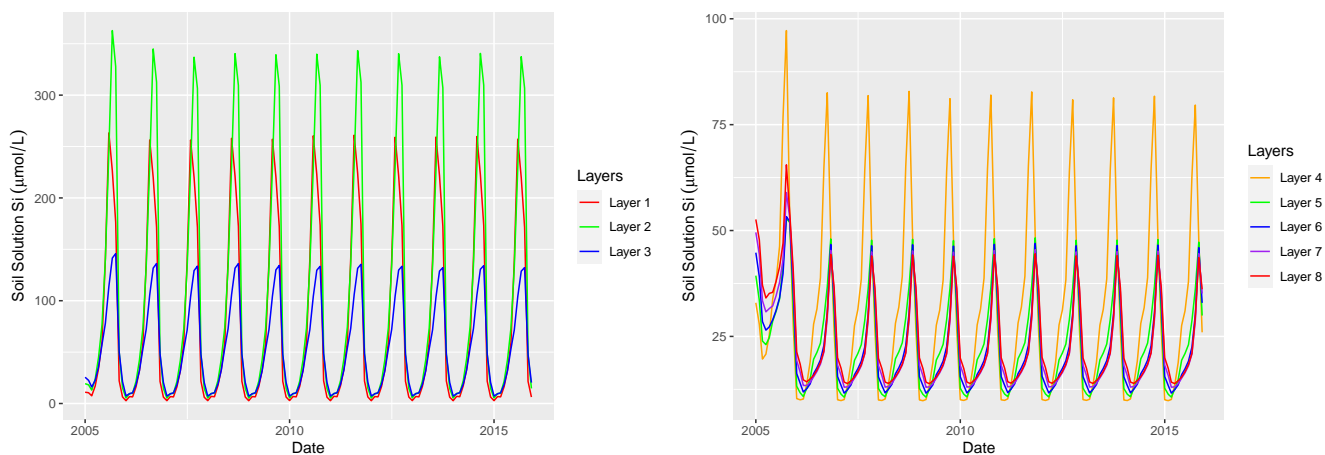 Soil Solution Si (μmol/L)
300
200
100
0
2005
2010
2015
Date
Layers
Layer 1
Layer 2
Layer 3
Soil Solution Si (μmol/L)
100
75
50
25
2005
2010
2015
Date
Layers
Layer 4
Layer 5
Layer 6
Layer 7
Layer 8